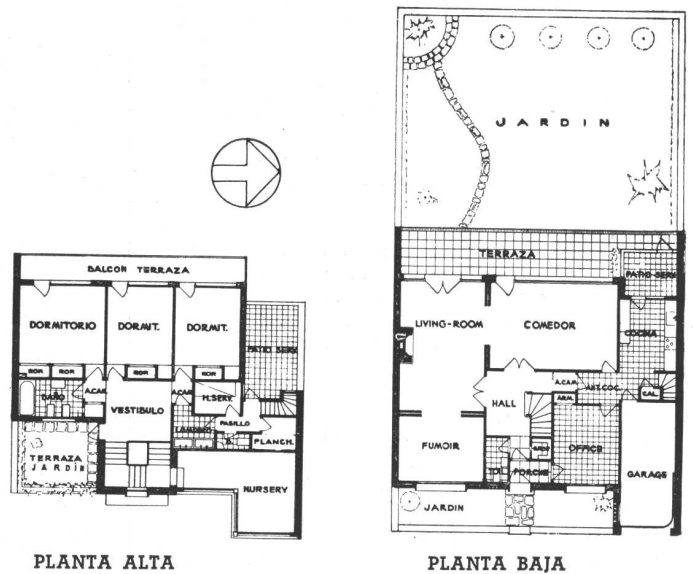 BALCON TERRAZA
DORMITORIO
DORMIT.
DORMIT.
PATIO SERV.
ROP.
ROP.
ROP.
ROP.
BAÑO
A.CAM
VESTIBULO
A.CAM
H.SERV.
LAVADERO
PASILLO
B.
PLANCH.
TERRAZA
JARDIN
NURSERY
PLANTA ALTA
JARDIN
TERRAZA
PATIO SERV.
LIVING-ROOM
COMEDOR
COCINA
A.CAM
ANT.COC.
CAL.
ARM.
HALL
FUMOIR
OFFICE
TOI.
PORCHE
GARAGE
JARDIN
PLANTA BAJA